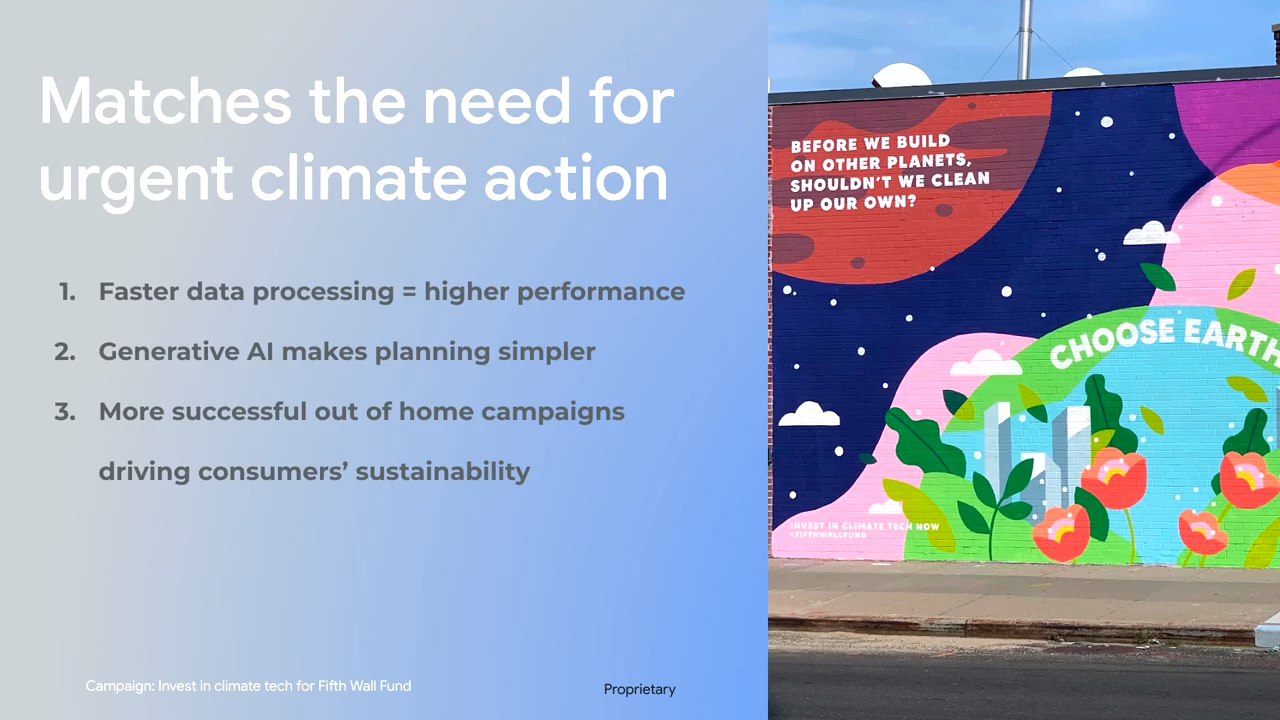 Matches the need for
urgent climate action
1. Faster data processing = higher performance
2. Generative AI makes planning simpler
3. More successful out of home campaigns
driving consumers’ sustainability
Campaign: Invest in climate tech for Fifth Wall Fund
Proprietary
BEFORE WE BUILD
ON OTHER PLANETS,
SHOULDN'T WE CLEAN
UP OUR OWN?
CHOOSE EARTH
INVEST IN CLIMATE TECH NOW
#FIFTHWALLFUND